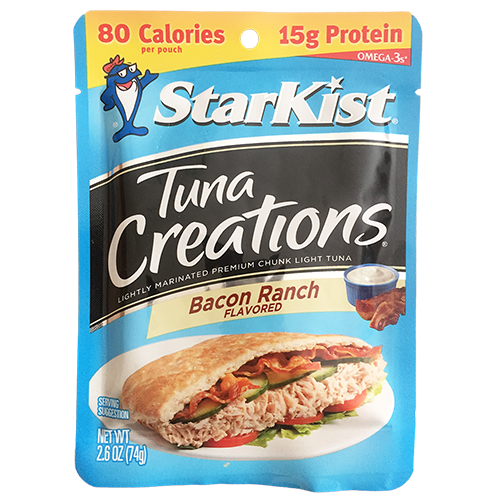 80 Calories
per pouch
15g Protein
OMEGA-3s+
StarKist®
Tuna
Creations®
LIGHTLY MARINATED PREMIUM CHUNK LIGHT TUNA
Bacon Ranch
FLAVORED
SERVING
SUGGESTION
NET WT
2.6 OZ (74g)